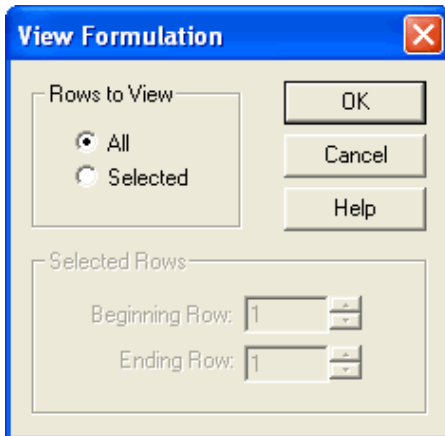 View Formulation
Rows to View
All
Selected
OK
Cancel
Help
Selected Rows
Beginning Row: 1
Ending Row: 1